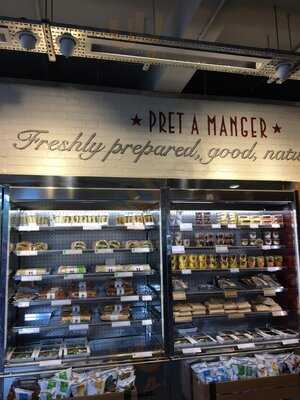 ★ PRET A MANGER ★
Freshly prepared, good, natu